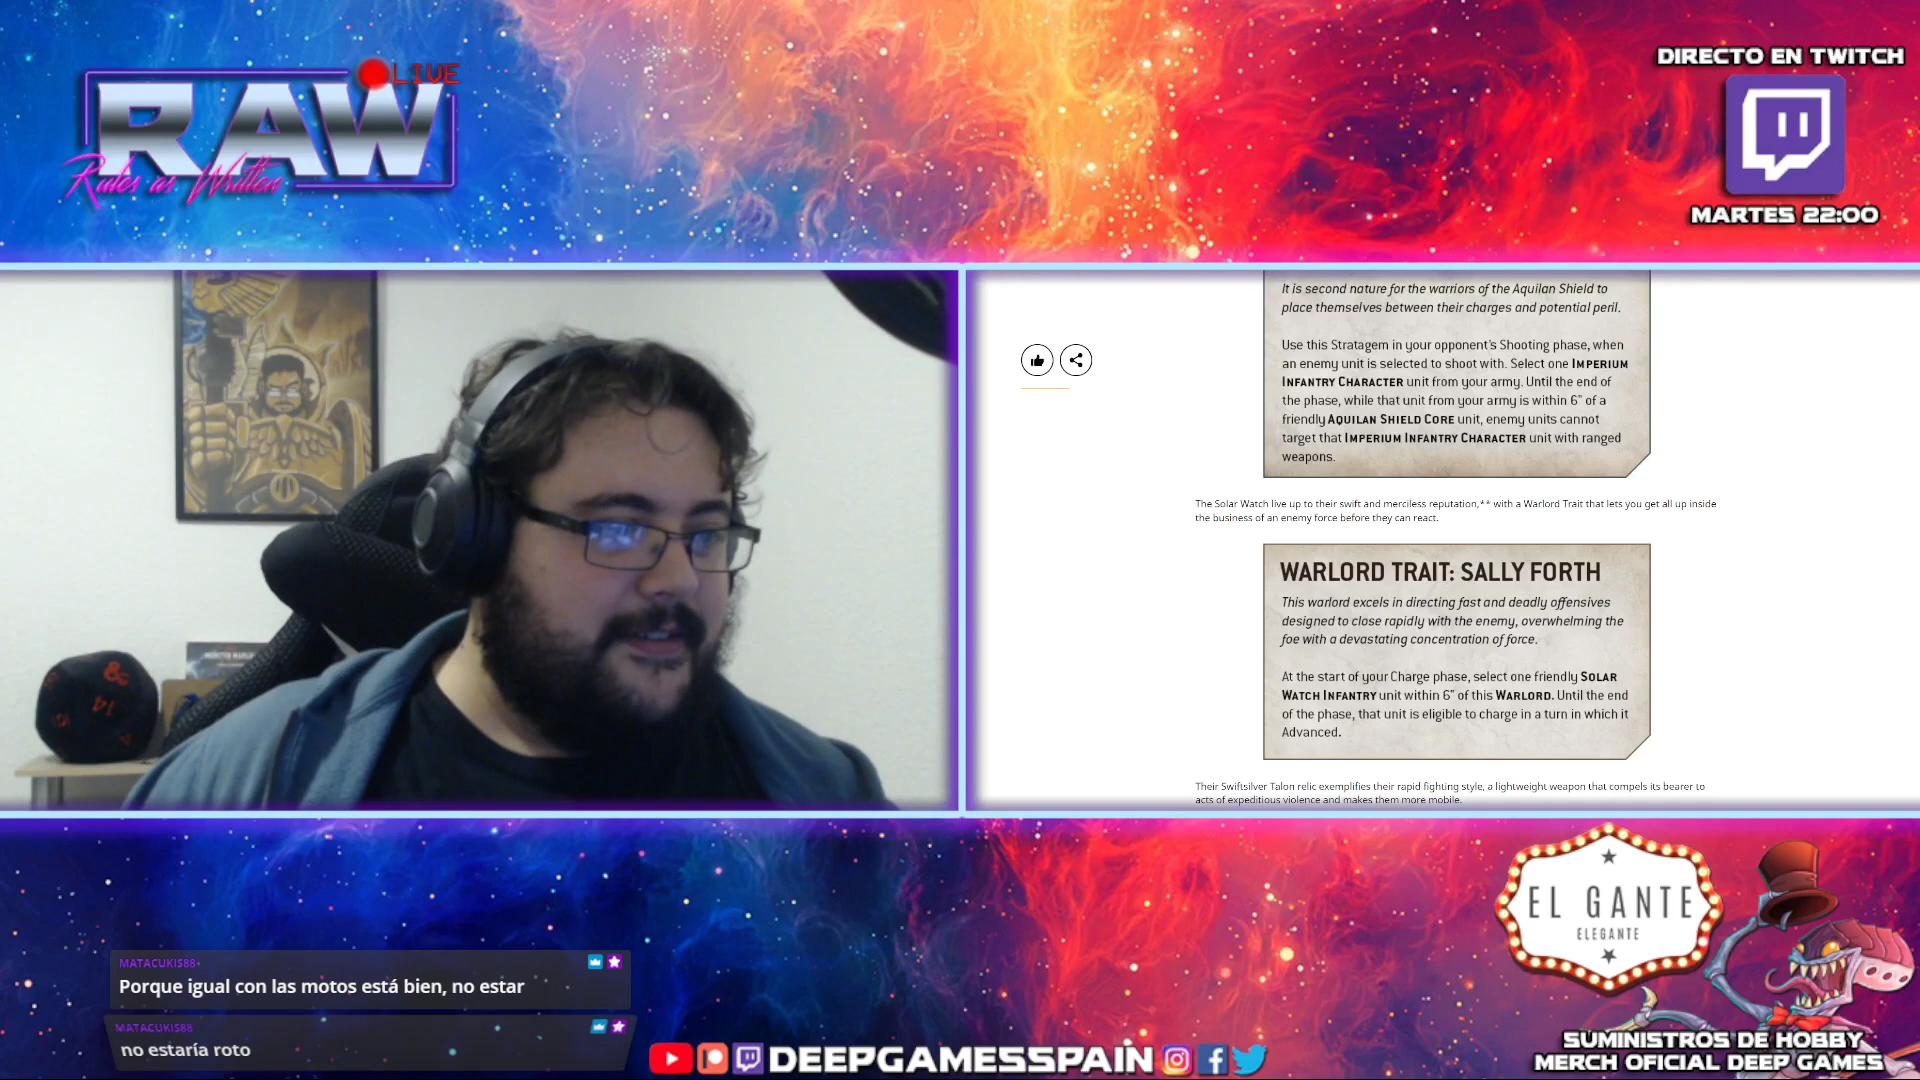 LIVE
RAW
Rules as Written
DIRECTO EN TWITCH
MARTES 22:00
It is second nature for the warriors of the Aquilan Shield to
place themselves between their charges and potential peril.
Use this Stratagem in your opponent's Shooting phase, when
an enemy unit is selected to shoot with. Select one IMPERIUM
INFANTRY CHARACTER unit from your army. Until the end of
the phase, while that unit from your army is within 6" of a
friendly AQUILAN SHIELD CORE unit, enemy units cannot
target that IMPERIUM INFANTRY CHARACTER unit with ranged
weapons.
The Solar Watch live up to their swift and merciless reputation,** with a Warlord Trait that lets you get all up inside
the business of an enemy force before they can react.
WARLORD TRAIT: SALLY FORTH
This warlord excels in directing fast and deadly offensives
designed to close rapidly with the enemy, overwhelming the
foe with a devastating concentration of force.
At the start of your Charge phase, select one friendly SOLAR
WATCH INFANTRY unit within 6" of this WARLORD. Until the end
of the phase, that unit is eligible to charge in a turn in which it
Advanced.
Their Swiftsilver Talon relic exemplifies their rapid fighting style, a lightweight weapon that compels its bearer to
acts of expeditious violence and makes them more mobile.
14
MATACUKIS88
Porque igual con las motos está bien, no estar
MATACUKIS88
no estaría roto
DEEPGAMESSPAIN
EL GANTE
ELEGANTE
SUMINISTROS DE HOBBY
MERCH OFICIAL DEEP GAMES